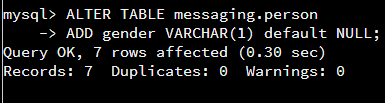 mysql> ALTER TABLE messaging.person
    -> ADD gender VARCHAR(1) default NULL;
Query OK, 7 rows affected (0.30 sec)
Records: 7  Duplicates: 0  Warnings: 0